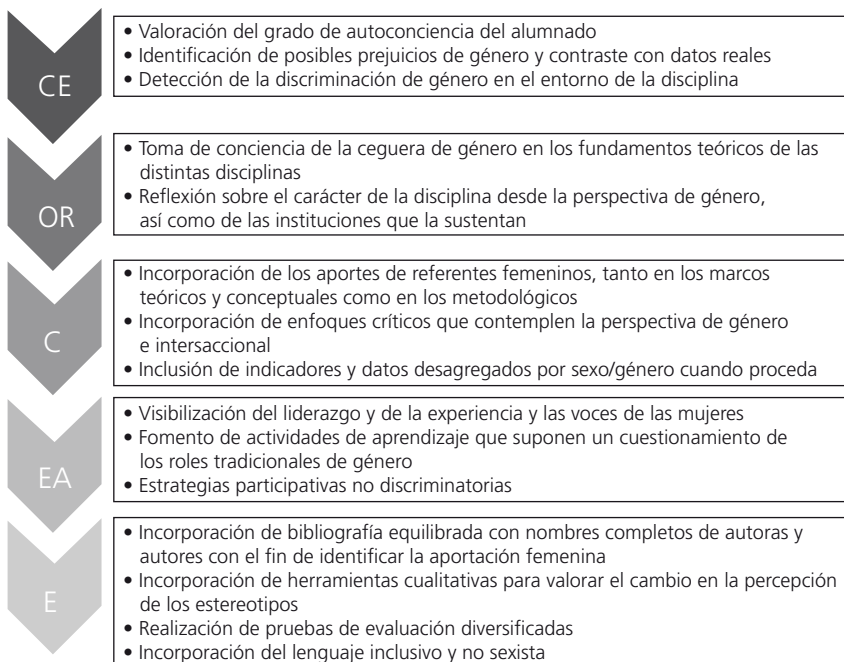 CE
• Valoración del grado de autoconciencia del alumnado
• Identificación de posibles prejuicios de género y contraste con datos reales
• Detección de la discriminación de género en el entorno de la disciplina
OR
• Toma de conciencia de la ceguera de género en los fundamentos teóricos de las
distintas disciplinas
• Reflexión sobre el carácter de la disciplina desde la perspectiva de género,
así como de las instituciones que la sustentan
C
• Incorporación de los aportes de referentes femeninos, tanto en los marcos
teóricos y conceptuales como en los metodológicos
• Incorporación de enfoques críticos que contemplen la perspectiva de género
e intersaccional
• Inclusión de indicadores y datos desagregados por sexo/género cuando proceda
EA
• Visibilización del liderazgo y de la experiencia y las voces de las mujeres
• Fomento de actividades de aprendizaje que suponen un cuestionamiento de
los roles tradicionales de género
• Estrategias participativas no discriminatorias
E
• Incorporación de bibliografía equilibrada con nombres completos de autoras y
autores con el fin de identificar la aportación femenina
• Incorporación de herramientas cualitativas para valorar el cambio en la percepción
de los estereotipos
• Realización de pruebas de evaluación diversificadas
• Incorporación del lenguaje inclusivo y no sexista